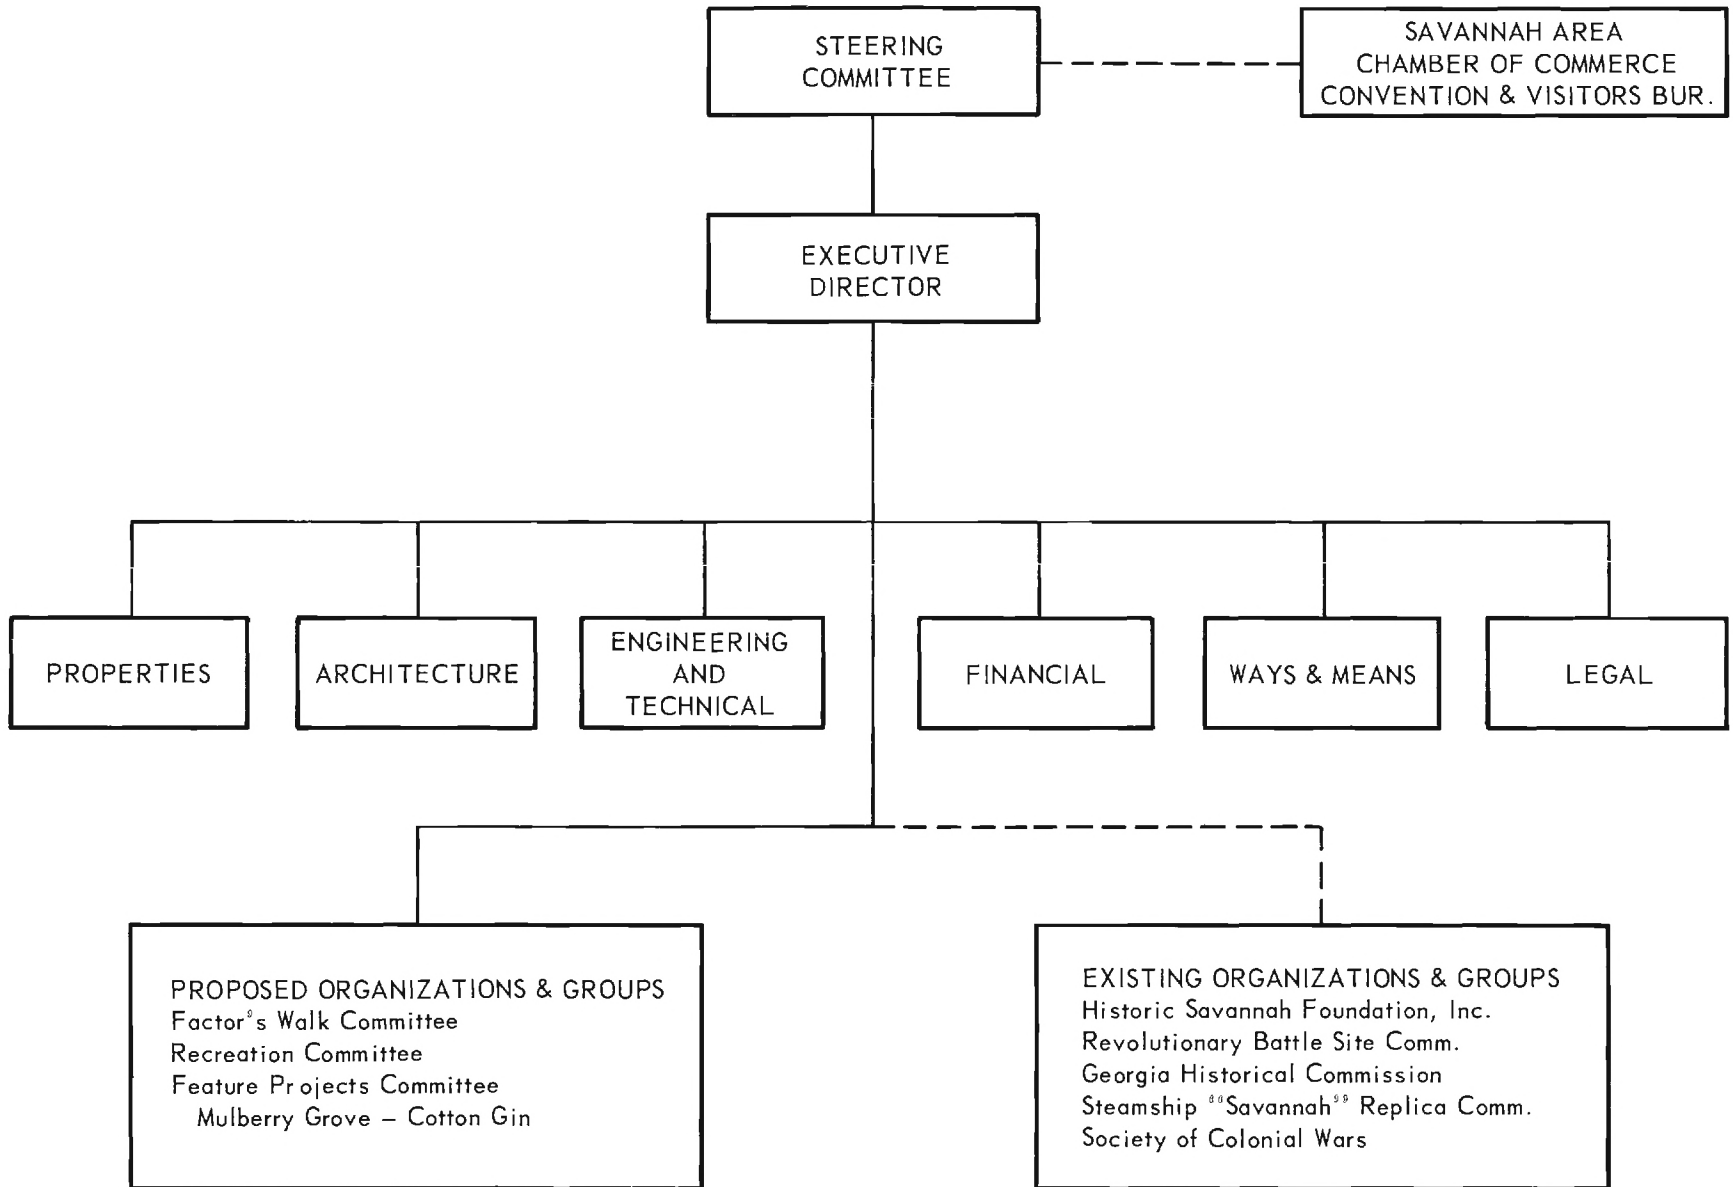 STEERING
COMMITTEE
SAVANNAH AREA
CHAMBER OF COMMERCE
CONVENTION & VISITORS BUR.
EXECUTIVE
DIRECTOR
PROPERTIES
ARCHITECTURE
ENGINEERING
AND
TECHNICAL
FINANCIAL
WAYS & MEANS
LEGAL
PROPOSED ORGANIZATIONS & GROUPS
Factor's Walk Committee
Recreation Committee
Feature Projects Committee
Mulberry Grove – Cotton Gin
EXISTING ORGANIZATIONS & GROUPS
Historic Savannah Foundation, Inc.
Revolutionary Battle Site Comm.
Georgia Historical Commission
Steamship "Savannah" Replica Comm.
Society of Colonial Wars